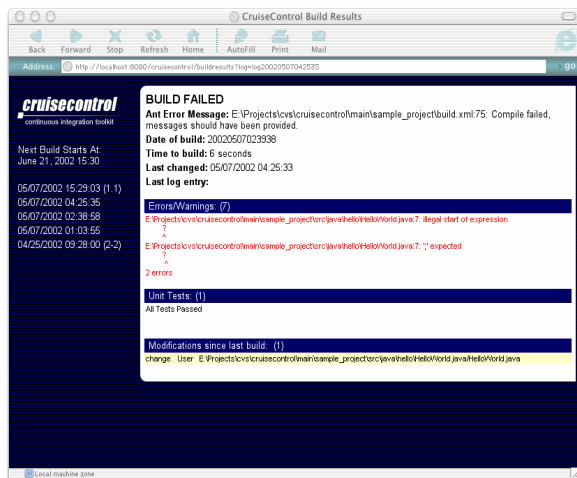 CruiseControl Build Results
Back Forward Stop Refresh Home AutoFill Print Mail
Address: http://localhost:8080/cruisecontrol/buildresults?log=log20020507042535 go
cruisecontrol
continuous integration toolkit
Next Build Starts At:
June 21, 2002 15:30
05/07/2002 15:29:03 (1.1)
05/07/2002 04:25:35
05/07/2002 02:38:58
05/07/2002 01:03:55
04/25/2002 09:28:00 (2-2)
BUILD FAILED
Ant Error Message: E:\Projects\cvs\cruisecontrol\main\sample_project\build.xml:75: Compile failed,
messages should have been provided.
Date of build: 20020507023938
Time to build: 6 seconds
Last changed: 05/07/2002 04:25:33
Last log entry:
Errors/Warnings: (7)
E:\Projects\cvs\cruisecontrol\main\sample_project\src\java\hello\HelloWorld.java:7: illegal start of expression
?
^
E:\Projects\cvs\cruisecontrol\main\sample_project\src\java\hello\HelloWorld.java:7: ';' expected
?
^
2 errors
Unit Tests: (1)
All Tests Passed
Modifications since last build: (1)
change User E:\Projects\cvs\cruisecontrol\main\sample_project\src\java\hello\HelloWorld.java/HelloWorld.java
Local machine zone